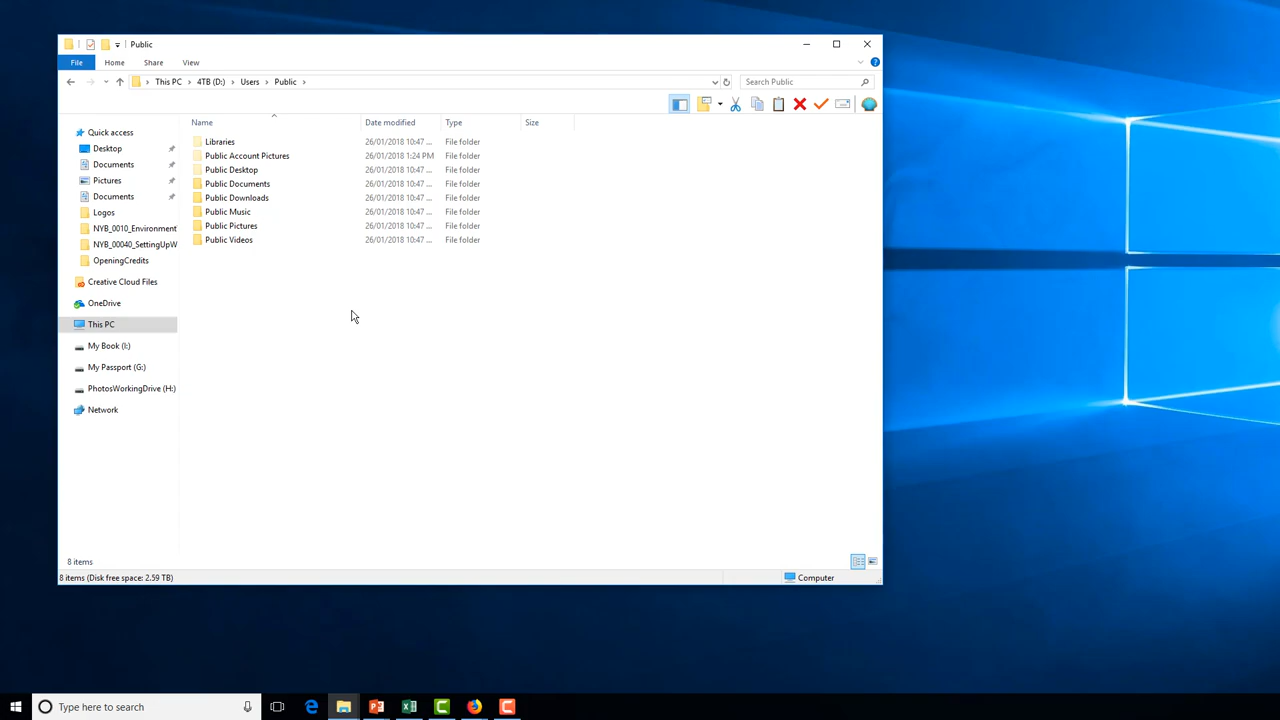 Public
File Home Share View
This PC 4TB (D:) Users Public Search Public
Name Date modified Type Size
Quick access
Desktop
Documents
Pictures
Documents
Logos
NYB_0010_Environment
NYB_00040_SettingUpW
OpeningCredits
Creative Cloud Files
OneDrive
This PC
My Book (I:)
My Passport (G:)
PhotosWorkingDrive (H:)
Network
Libraries 26/01/2018 10:47 ... File folder
Public Account Pictures 26/01/2018 1:24 PM File folder
Public Desktop 26/01/2018 10:47 ... File folder
Public Documents 26/01/2018 10:47 ... File folder
Public Downloads 26/01/2018 10:47 ... File folder
Public Music 26/01/2018 10:47 ... File folder
Public Pictures 26/01/2018 10:47 ... File folder
Public Videos 26/01/2018 10:47 ... File folder
8 items
8 items (Disk free space: 2.59 TB) Computer
Type here to search